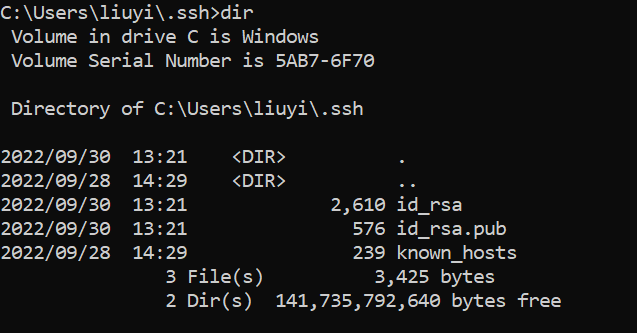 C:\Users\liuyi\.ssh>dir
 Volume in drive C is Windows
 Volume Serial Number is 5AB7-6F70

 Directory of C:\Users\liuyi\.ssh

2022/09/30  13:21    <DIR>          .
2022/09/28  14:29    <DIR>          ..
2022/09/30  13:21             2,610 id_rsa
2022/09/30  13:21               576 id_rsa.pub
2022/09/28  14:29               239 known_hosts
               3 File(s)          3,425 bytes
               2 Dir(s)  141,735,792,640 bytes free